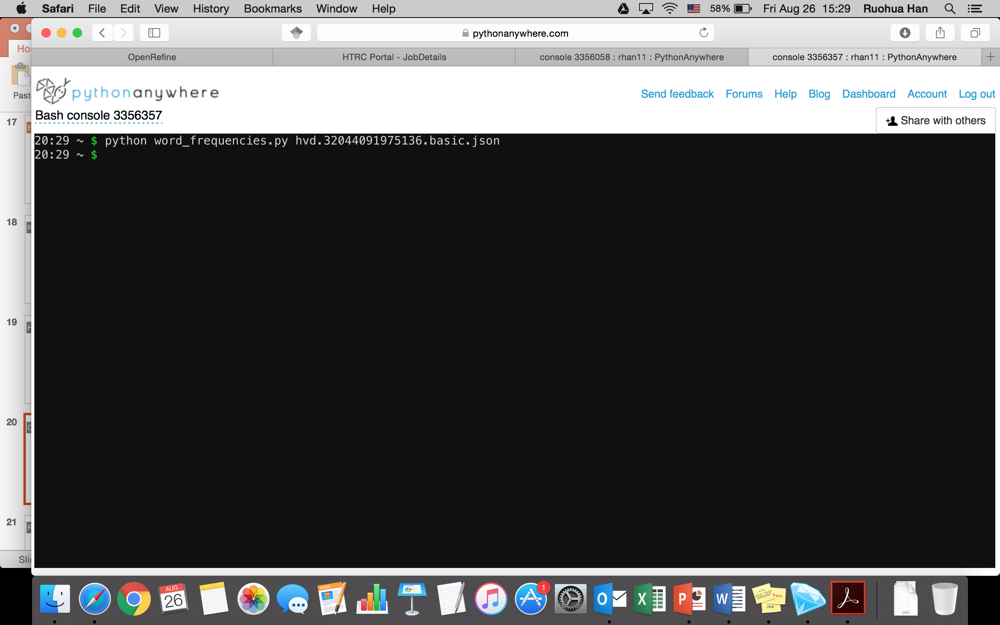 Safari File Edit View History Bookmarks Window Help 58% Fri Aug 26 15:29 Ruohua Han
pythonanywhere.com
OpenRefine HTRC Portal - JobDetails console 3356058 : rhan11 : PythonAnywhere console 3356357 : rhan11 : PythonAnywhere
Ho
Past
pythonanywhere
Send feedback Forums Help Blog Dashboard Account Log out
Bash console 3356357
Share with others
20:29 ~ $ python word_frequencies.py hvd.32044091975136.basic.json
20:29 ~ $
17
18
19
20
21
Slic
AUG
26
PAGES
1
CSV